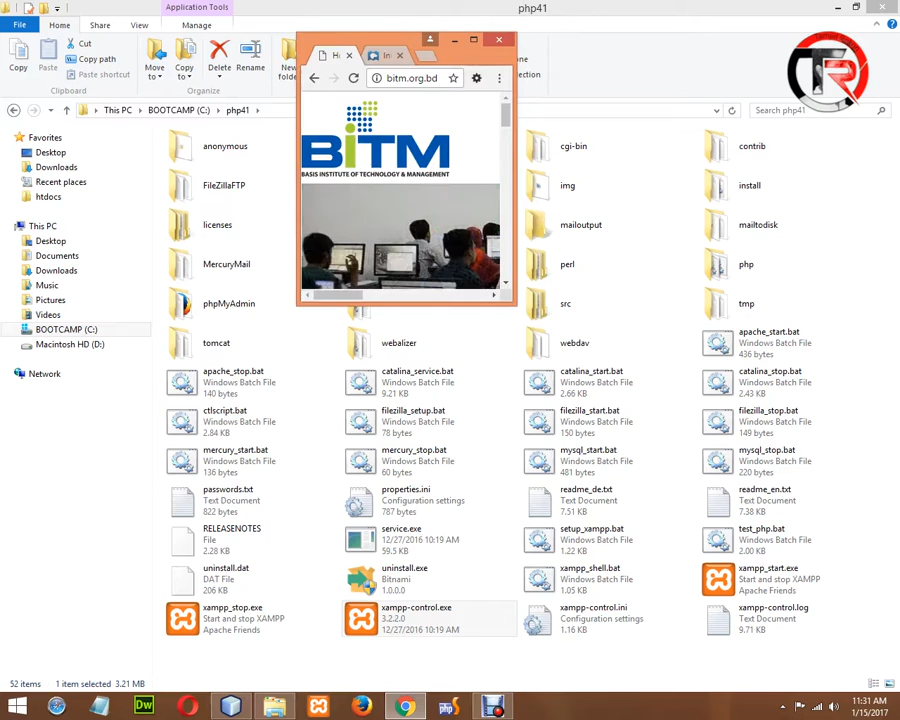 Application Tools
php41
File
Home
Share
View
Manage
Copy
Paste
Cut
Copy path
Paste shortcut
Clipboard
Move to
Copy to
Delete
Rename
Organize
This PC
BOOTCAMP (C:)
php41
Search php41
bitm.org.bd
BiTM
BASIS INSTITUTE OF TECHNOLOGY & MANAGEMENT
Favorites
Desktop
Downloads
Recent places
htdocs
This PC
Desktop
Documents
Downloads
Music
Pictures
Videos
BOOTCAMP (C:)
Macintosh HD (D:)
Network
anonymous
cgi-bin
contrib
FileZillaFTP
img
install
licenses
mailoutput
mailtodisk
MercuryMail
perl
php
phpMyAdmin
src
tmp
tomcat
webalizer
webdav
apache_start.bat
Windows Batch File
436 bytes
apache_stop.bat
Windows Batch File
140 bytes
catalina_service.bat
Windows Batch File
9.21 KB
catalina_start.bat
Windows Batch File
2.66 KB
catalina_stop.bat
Windows Batch File
2.43 KB
ctlscript.bat
Windows Batch File
2.84 KB
filezilla_setup.bat
Windows Batch File
78 bytes
filezilla_start.bat
Windows Batch File
150 bytes
filezilla_stop.bat
Windows Batch File
149 bytes
mercury_start.bat
Windows Batch File
136 bytes
mercury_stop.bat
Windows Batch File
60 bytes
mysql_start.bat
Windows Batch File
481 bytes
mysql_stop.bat
Windows Batch File
220 bytes
passwords.txt
Text Document
822 bytes
properties.ini
Configuration settings
787 bytes
readme_de.txt
Text Document
7.51 KB
readme_en.txt
Text Document
7.38 KB
RELEASENOTES
File
2.28 KB
service.exe
12/27/2016 10:19 AM
59.5 KB
setup_xampp.bat
Windows Batch File
1.22 KB
test_php.bat
Windows Batch File
2.00 KB
uninstall.dat
DAT File
206 KB
uninstall.exe
Bitnami
1.0.0.0
xampp_shell.bat
Windows Batch File
1.05 KB
xampp_start.exe
Start and stop XAMPP
Apache Friends
xampp_stop.exe
Start and stop XAMPP
Apache Friends
xampp-control.exe
3.2.2.0
12/27/2016 10:19 AM
xampp-control.ini
Configuration settings
1.16 KB
xampp-control.log
Text Document
9.71 KB
52 items
1 item selected 3.21 MB
Dw
11:31 AM
1/15/2017